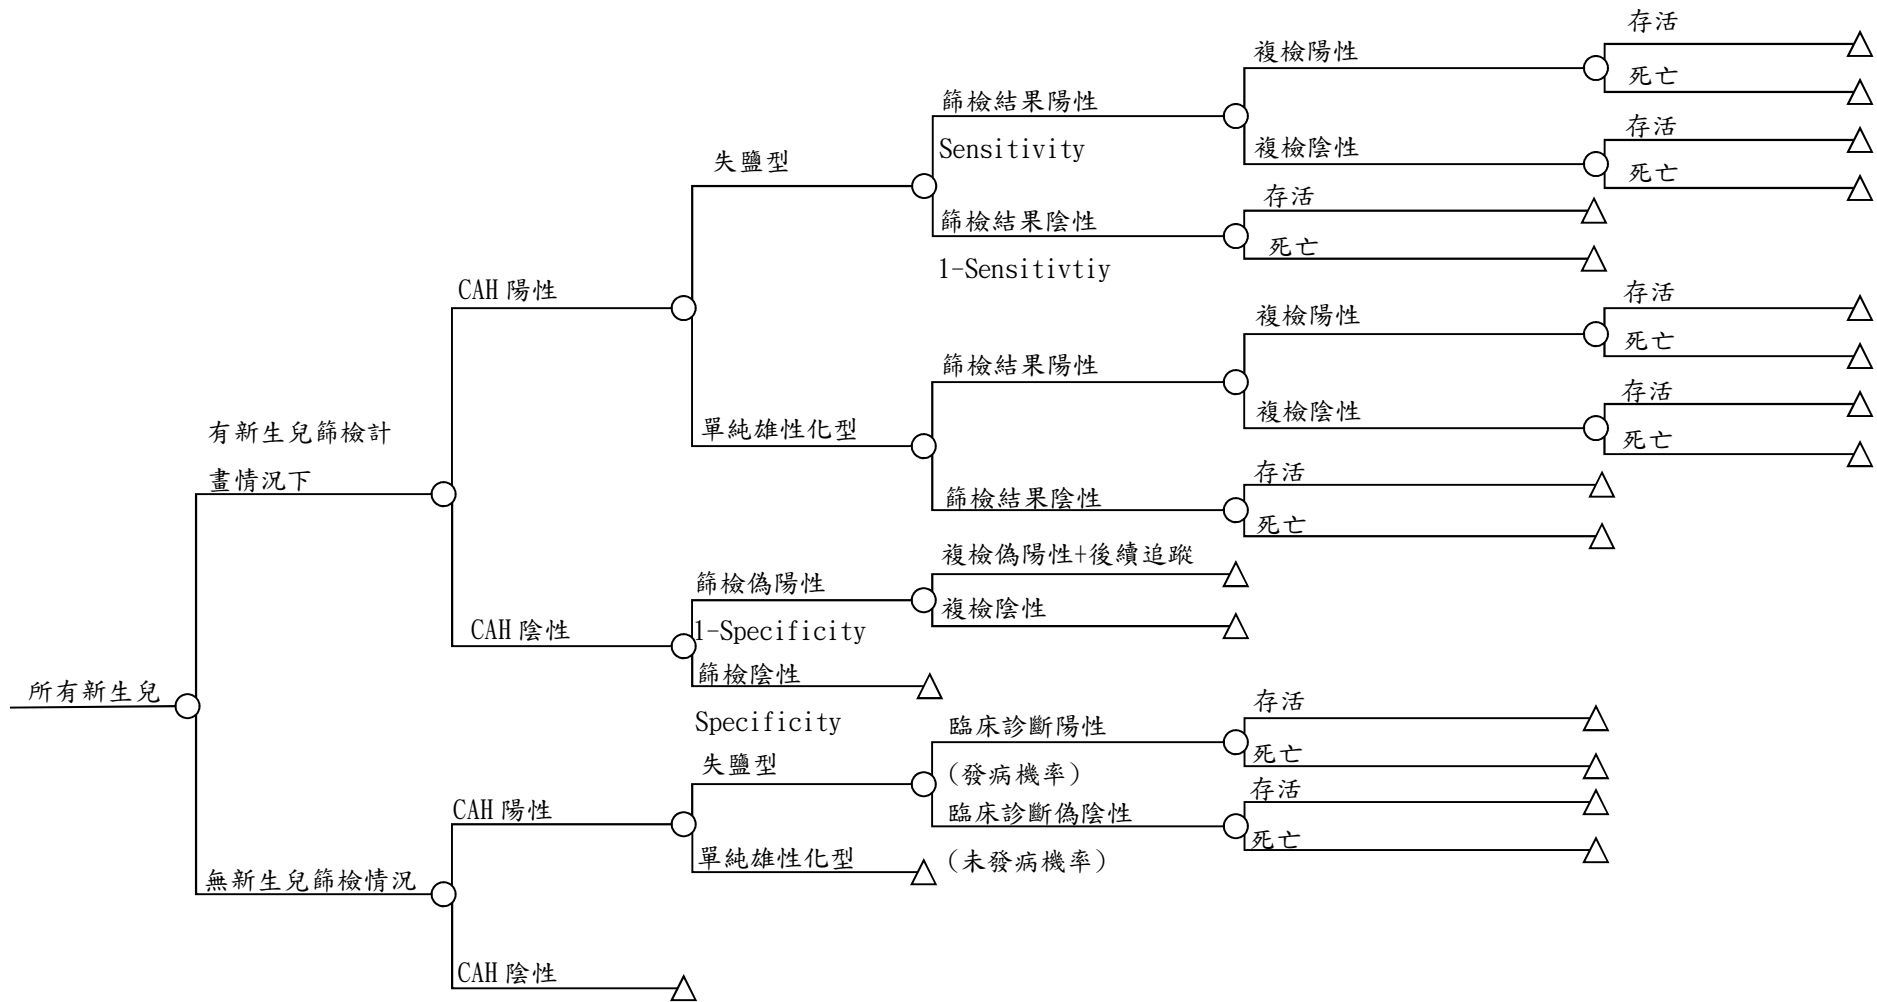 所有新生兒
有新生兒篩檢計
畫情況下
CAH 陽性
失鹽型
篩檢結果陽性
Sensitivity
複檢陽性
存活
死亡
複檢陰性
存活
死亡
篩檢結果陰性
1-Sensitivtiy
存活
死亡
單純雄性化型
篩檢結果陽性
複檢陽性
存活
死亡
複檢陰性
存活
死亡
篩檢結果陰性
存活
死亡
CAH 陰性
篩檢偽陽性
1-Specificity
複檢偽陽性+後續追蹤
複檢陰性
篩檢陰性
Specificity
無新生兒篩檢情況
CAH 陽性
失鹽型
臨床診斷陽性
(發病機率)
存活
死亡
臨床診斷偽陰性
(未發病機率)
存活
死亡
單純雄性化型
CAH 陰性